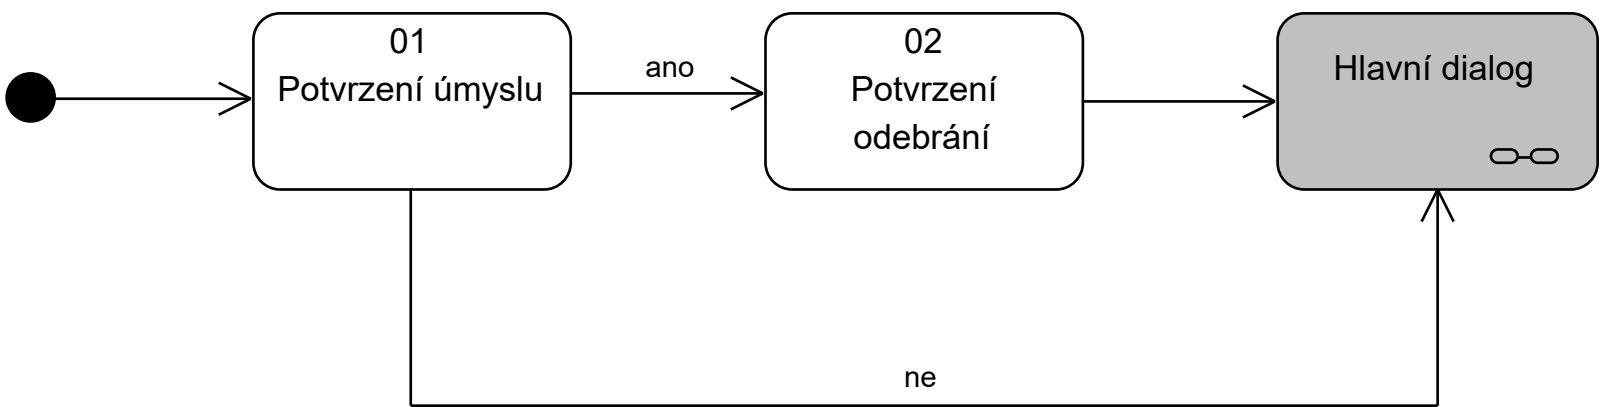 01
Potvrzení úmyslu
ano
02
Potvrzení
odebrání
Hlavní dialog
ne